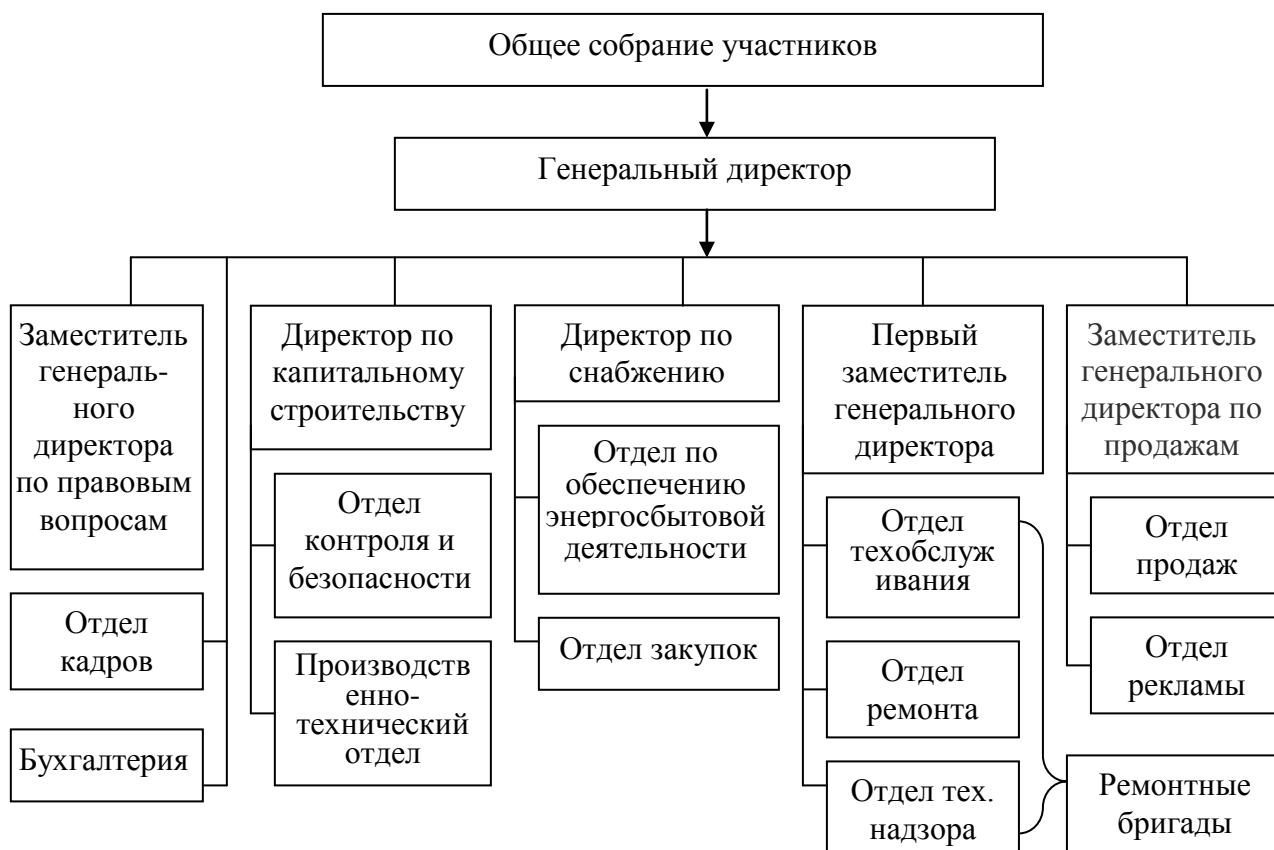 Общее собрание участников
Генеральный директор
Заместитель
генераль-
ного
директора
по правовым
вопросам
Отдел
кадров
Бухгалтерия
Директор по
капитальному
строительству
Отдел
контроля и
безопасности
Производств
енно-
технический
отдел
Директор по
снабжению
Отдел по
обеспечению
энергосбытовой
деятельности
Отдел закупок
Первый
заместитель
генерального
директора
Отдел
техобслуж
ивания
Отдел
ремонта
Отдел тех.
надзора
Заместитель
генерального
директора по
продажам
Отдел
продаж
Отдел
рекламы
Ремонтные
бригады